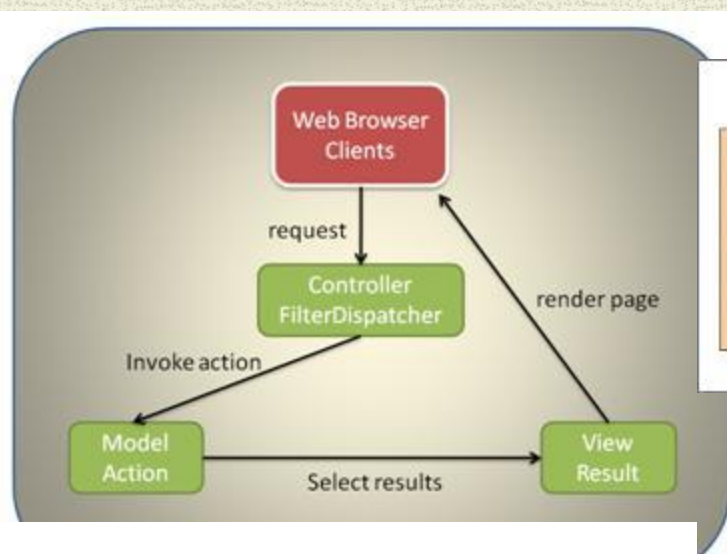 Web Browser
Clients
request
Controller
FilterDispatcher
render page
Invoke action
Model
Action
View
Result
Select results